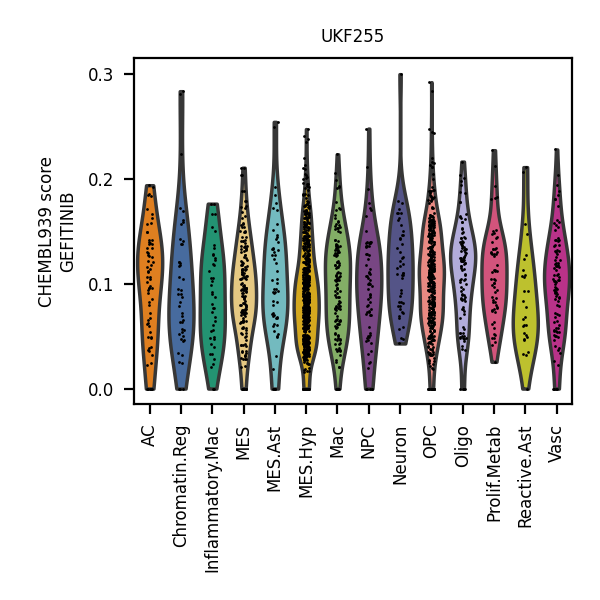 UKF255
CHEMBL939 score
GEFITINIB
0.3
0.2
0.1
0.0
AC
Chromatin.Reg
Inflammatory.Mac
MES
MES.Ast
MES.Hyp
Mac
NPC
Neuron
OPC
Oligo
Prolif.Metab
Reactive.Ast
Vasc